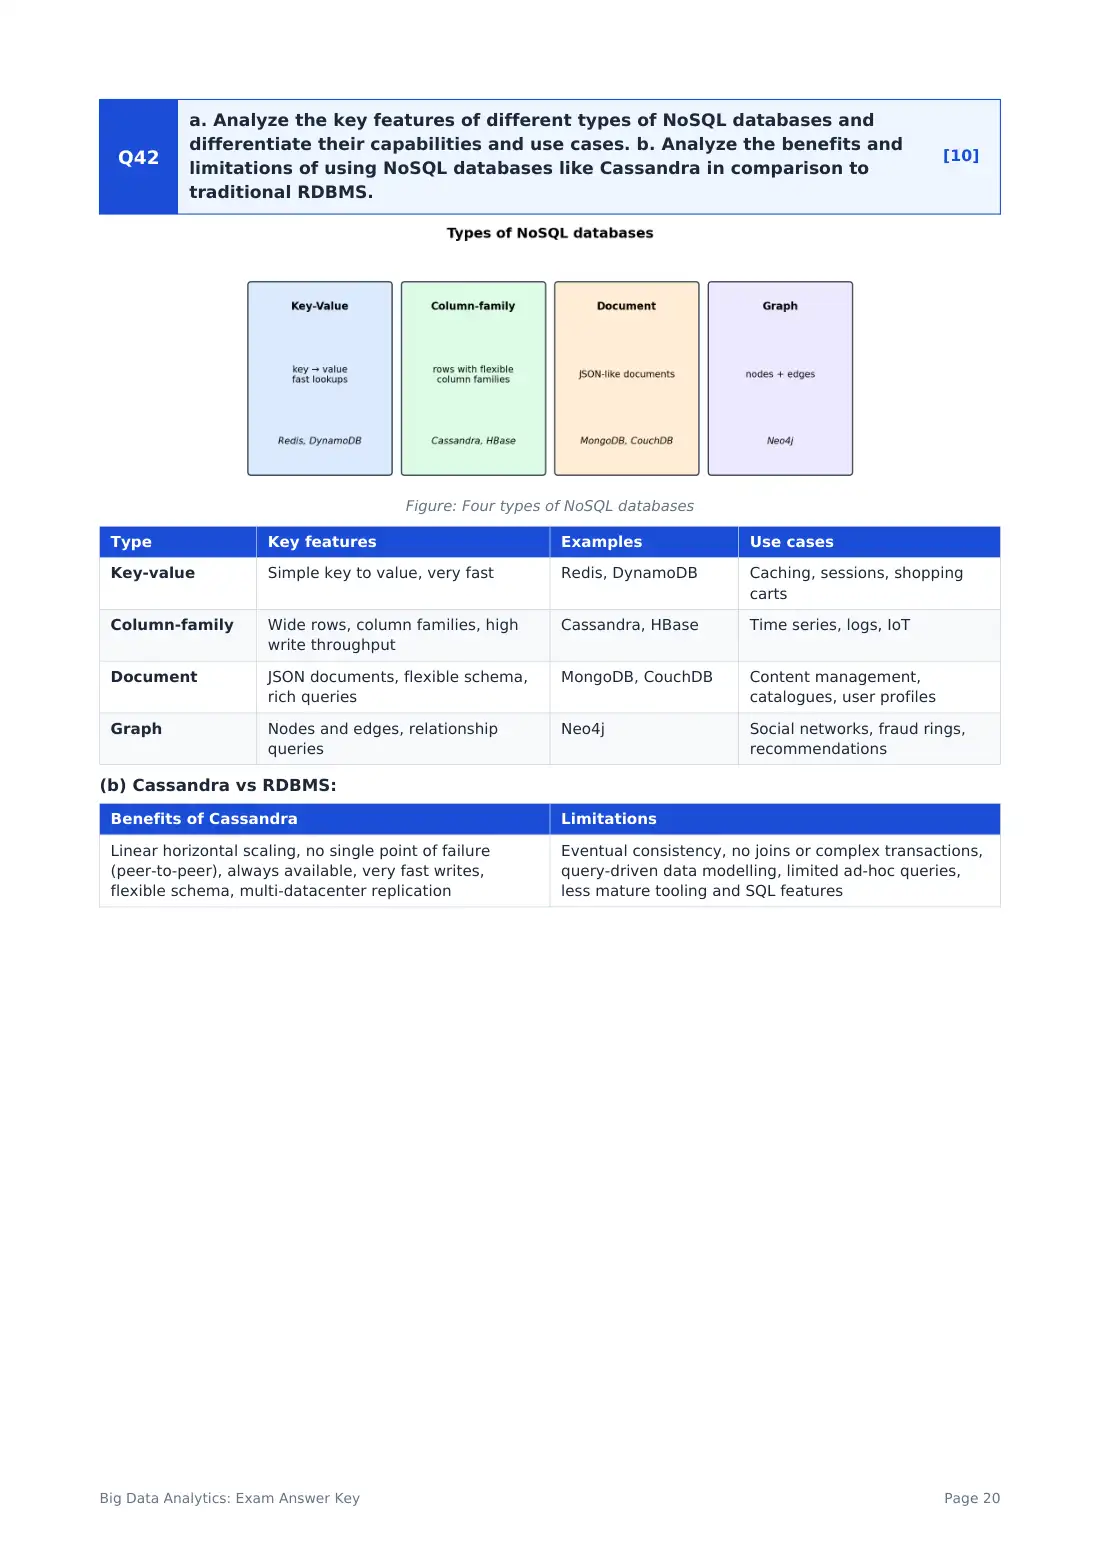 Q42
a. Analyze the key features of different types of NoSQL databases and
differentiate their capabilities and use cases. b. Analyze the benefits and
limitations of using NoSQL databases like Cassandra in comparison to
traditional RDBMS.
[10]
Types of NoSQL databases
Key-Value
key → value
fast lookups
Redis, DynamoDB
Column-family
rows with flexible
column families
Cassandra, HBase
Document
JSON-like documents
MongoDB, CouchDB
Graph
nodes + edges
Neo4j
Figure: Four types of NoSQL databases
Type Key features Examples Use cases
Key-value Simple key to value, very fast Redis, DynamoDB Caching, sessions, shopping
carts
Column-family Wide rows, column families, high Cassandra, HBase Time series, logs, IoT
write throughput
Document JSON documents, flexible schema, MongoDB, CouchDB Content management,
rich queries catalogues, user profiles
Graph Nodes and edges, relationship Neo4j Social networks, fraud rings,
queries recommendations
(b) Cassandra vs RDBMS:
Benefits of Cassandra Limitations
Linear horizontal scaling, no single point of failure Eventual consistency, no joins or complex transactions,
(peer-to-peer), always available, very fast writes, query-driven data modelling, limited ad-hoc queries,
flexible schema, multi-datacenter replication less mature tooling and SQL features
Big Data Analytics: Exam Answer Key Page 20